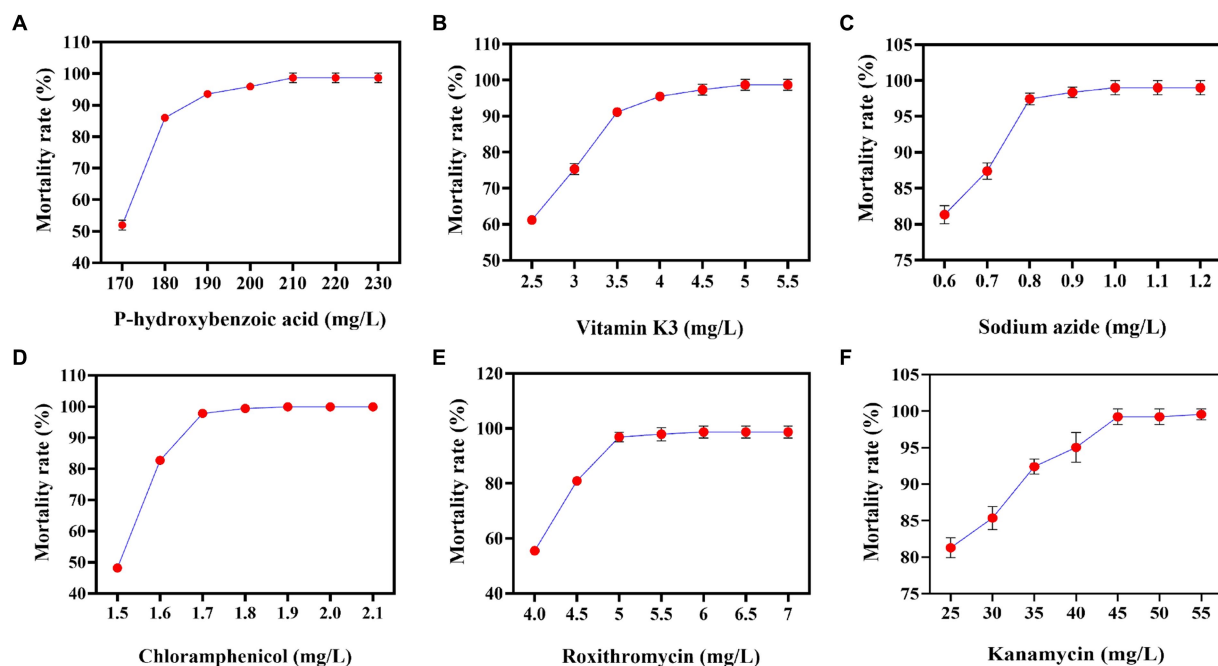 A
Mortality rate (%)
110
100
90
80
70
60
50
40
170 180 190 200 210 220 230
P-hydroxybenzoic acid (mg/L)
B
Mortality rate (%)
110
100
90
80
70
60
50
2.5 3 3.5 4 4.5 5 5.5
Vitamin K3 (mg/L)
C
Mortality rate (%)
105
100
95
90
85
80
75
0.6 0.7 0.8 0.9 1.0 1.1 1.2
Sodium azide (mg/L)
D
Mortality rate (%)
110
100
90
80
70
60
50
40
1.5 1.6 1.7 1.8 1.9 2.0 2.1
Chloramphenicol (mg/L)
E
Mortality rate (%)
120
100
80
60
40
4.0 4.5 5 5.5 6 6.5 7
Roxithromycin (mg/L)
F
Mortality rate (%)
105
100
95
90
85
80
75
25 30 35 40 45 50 55
Kanamycin (mg/L)